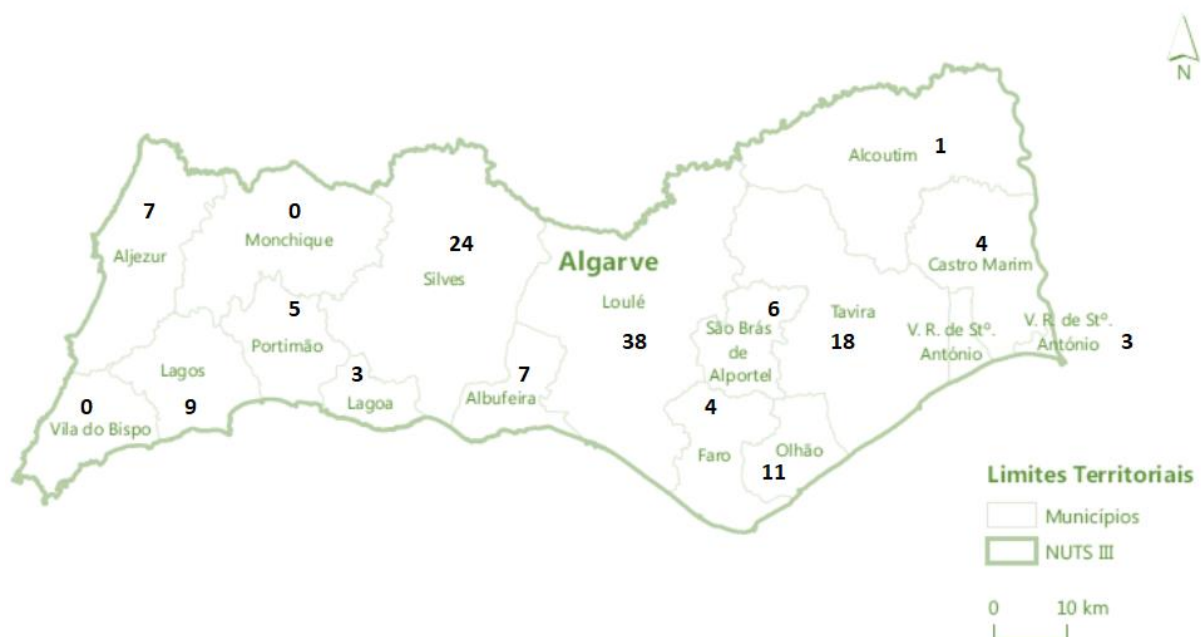 N
1
Alcoutim
7
Aljezur
0
Monchique
24
Silves
Algarve
Loulé
38
4
Castro Marim
5
Portimão
6
São Brás
de
Alportel
Tavira
18
V. R. de Stº.
António
V. R. de Stº.
António
3
Lagos
9
3
Lagoa
7
Albufeira
0
Vila do Bispo
4
Faro
Olhão
11
Limites Territoriais
Municípios
NUTS III
0 10 km